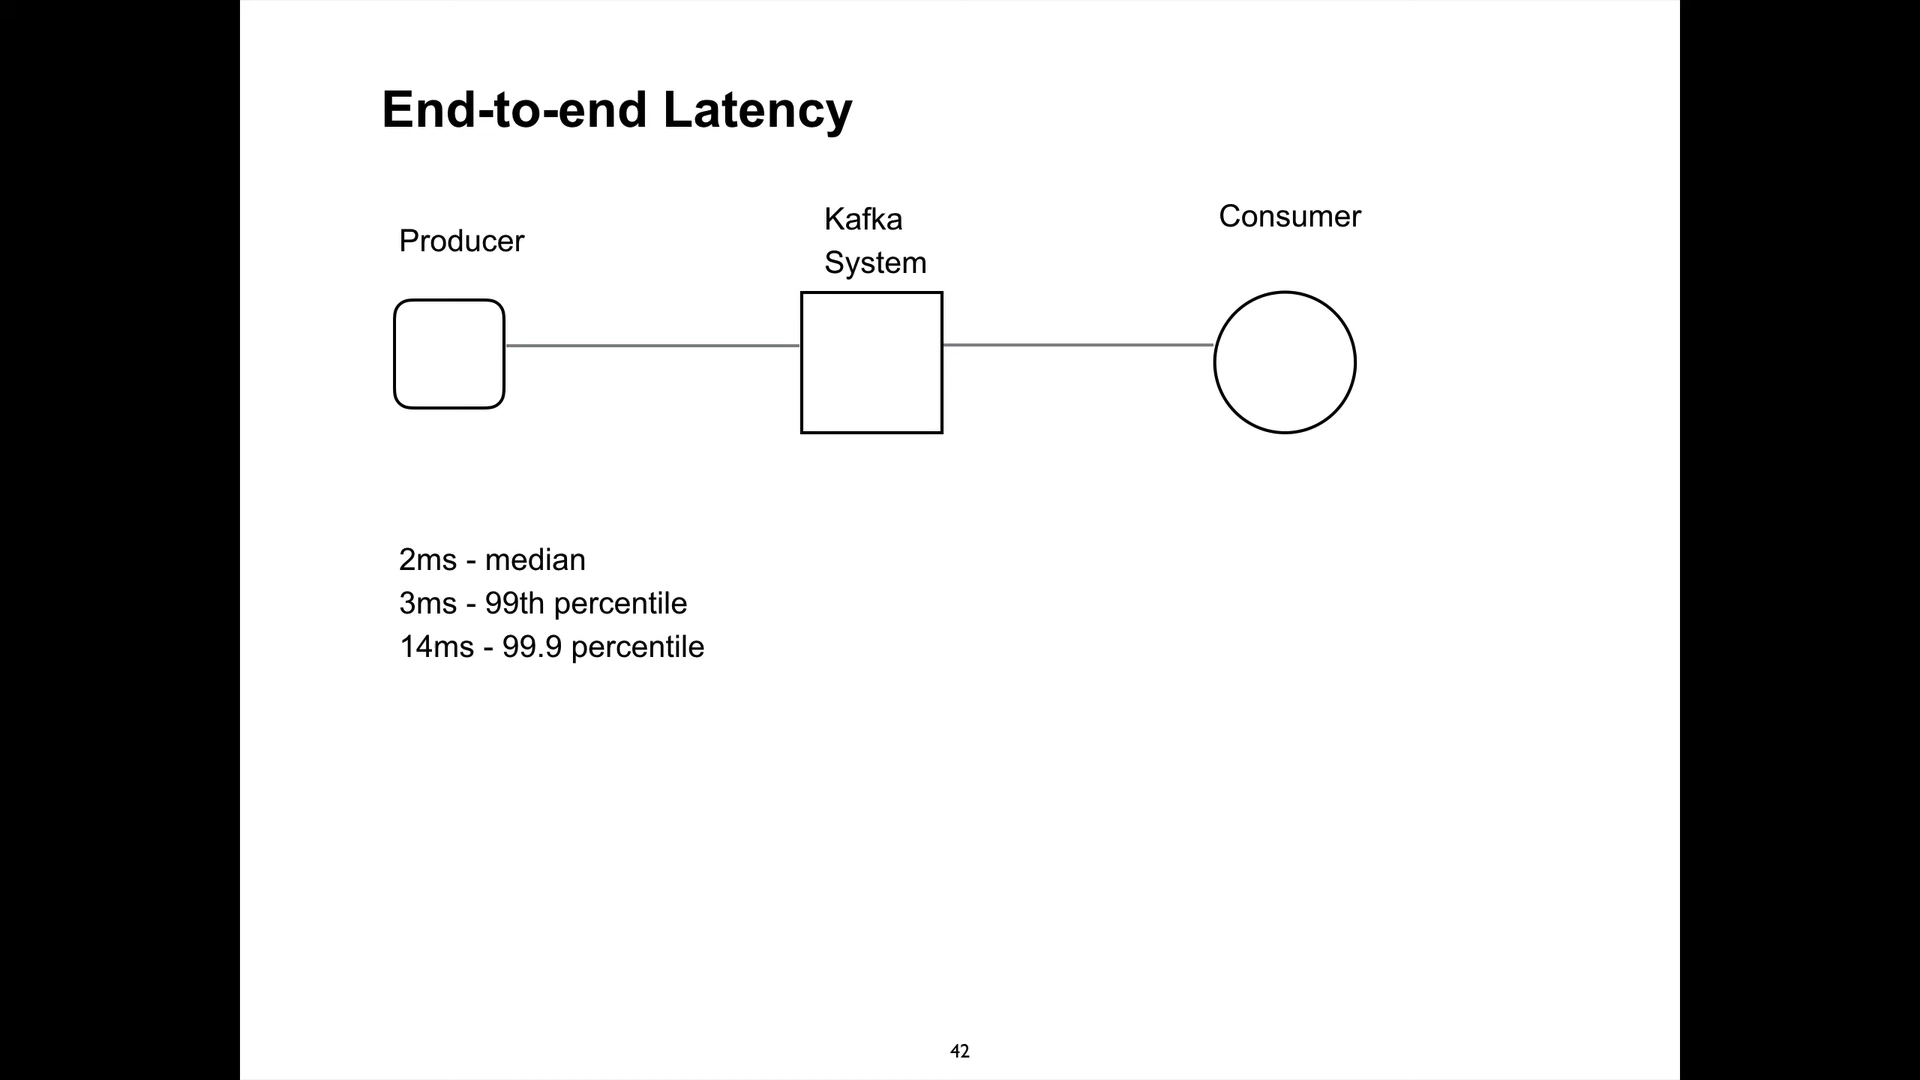 End-to-end Latency
Producer
Kafka
System
Consumer
2ms - median
3ms - 99th percentile
14ms - 99.9 percentile
42